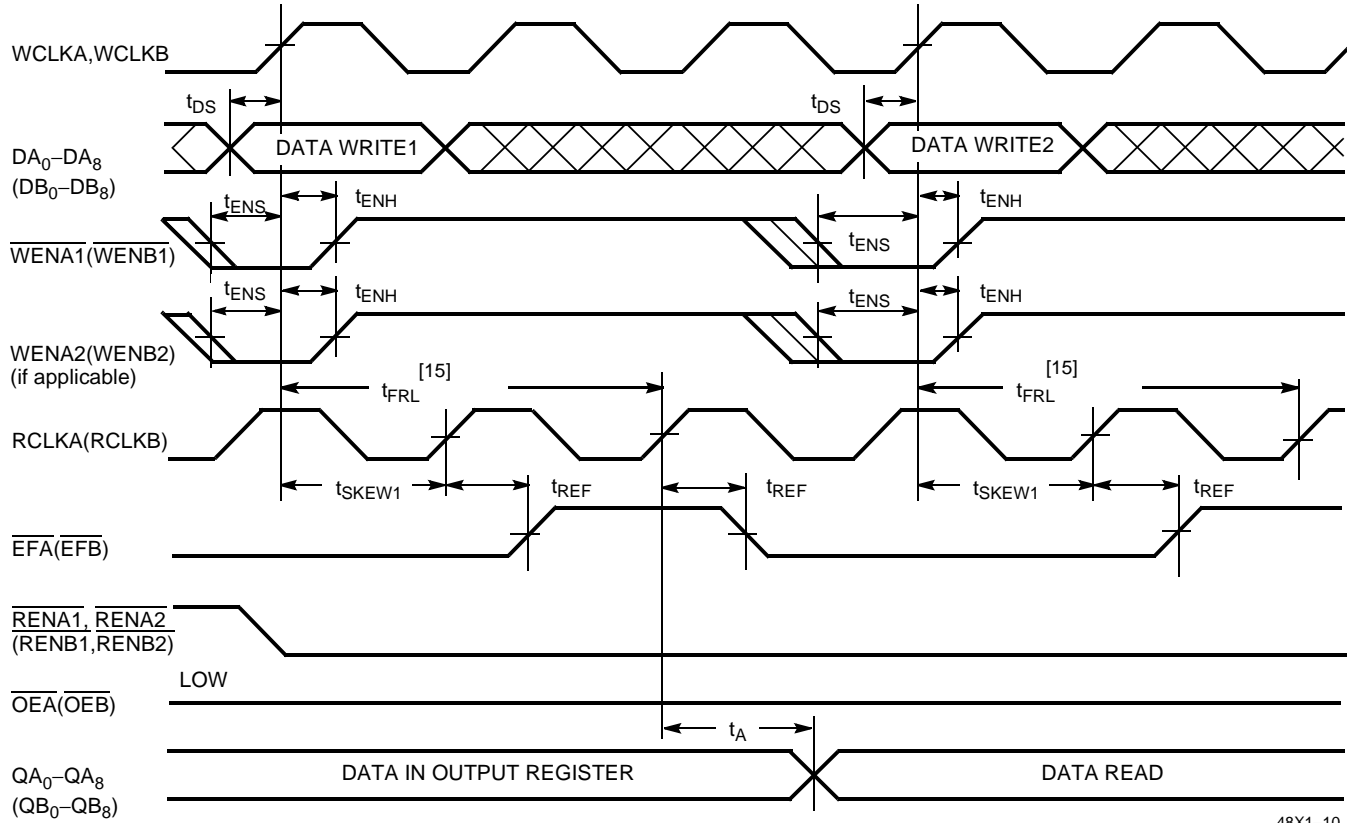 WCLKA,WCLKB
tDS tDS
DATA WRITE1 DATA WRITE2
DA0–DA8
(DB0–DB8)
tENS tENH tENS tENH
WENA1(WENB1)
tENS tENH tENS tENH
WENA2(WENB2)
(if applicable)
tFRL [15] tFRL [15]
RCLKA(RCLKB)
tSKEW1 tREF tREF tSKEW1 tREF
EFA(EFB)
RENA1, RENA2
(RENB1,RENB2)
LOW
OEA(OEB)
tA
QA0–QA8
(QB0–QB8)
DATA IN OUTPUT REGISTER DATA READ
48X1–10